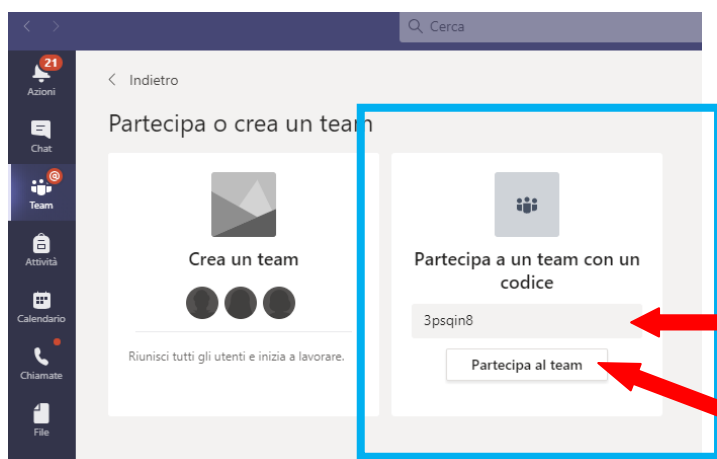 Cerca
21
Azioni
Chat
Team
Attività
Calendario
Chiamate
File
Indietro
Partecipa o crea un team
Crea un team
Riunisci tutti gli utenti e inizia a lavorare.
Partecipa a un team con un
codice
3psqin8
Partecipa al team